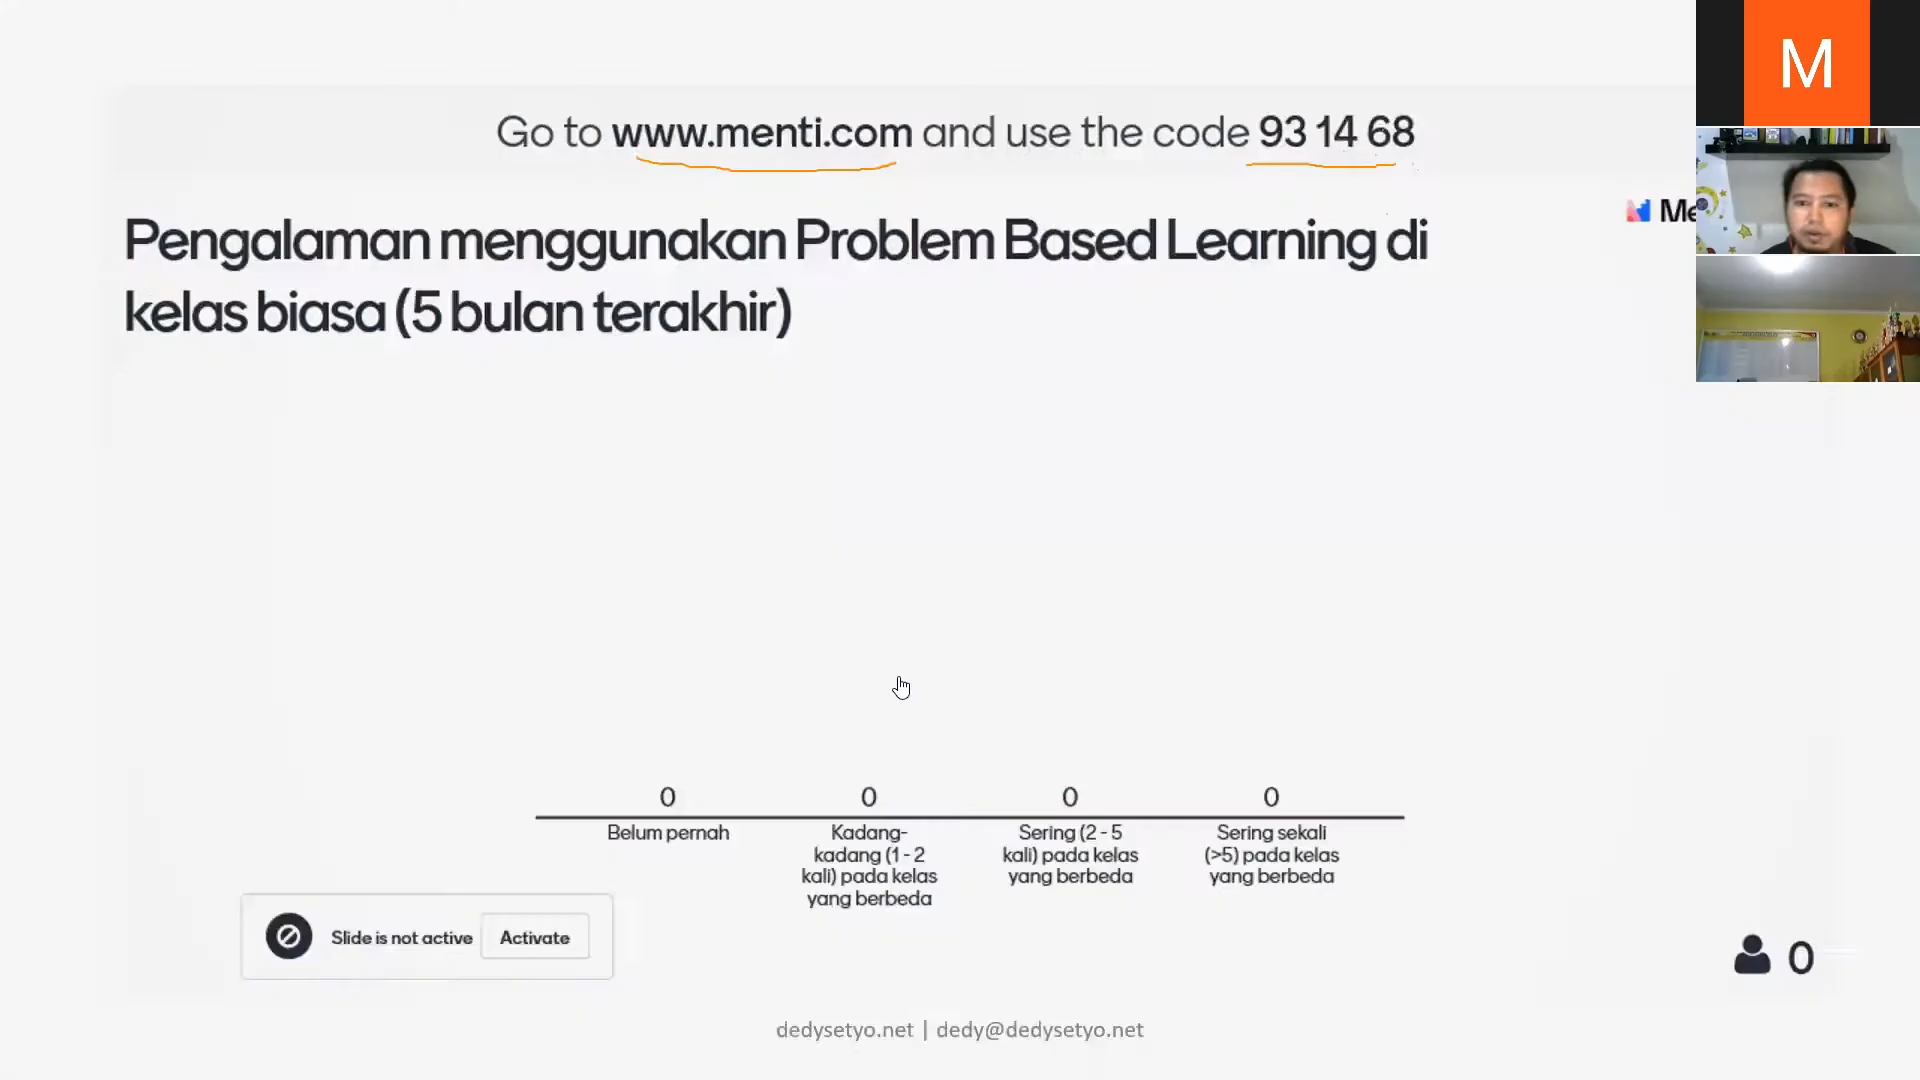 Go to www.menti.com and use the code 93 14 68
M
Me
Pengalaman menggunakan Problem Based Learning di
kelas biasa (5 bulan terakhir)
0
0
0
0
Belum pernah
Kadang-
kadang (1 - 2
kali) pada kelas
yang berbeda
Sering (2 - 5
kali) pada kelas
yang berbeda
Sering sekali
(>5) pada kelas
yang berbeda
Slide is not active
Activate
0
dedysetyo.net | dedy@dedysetyo.net